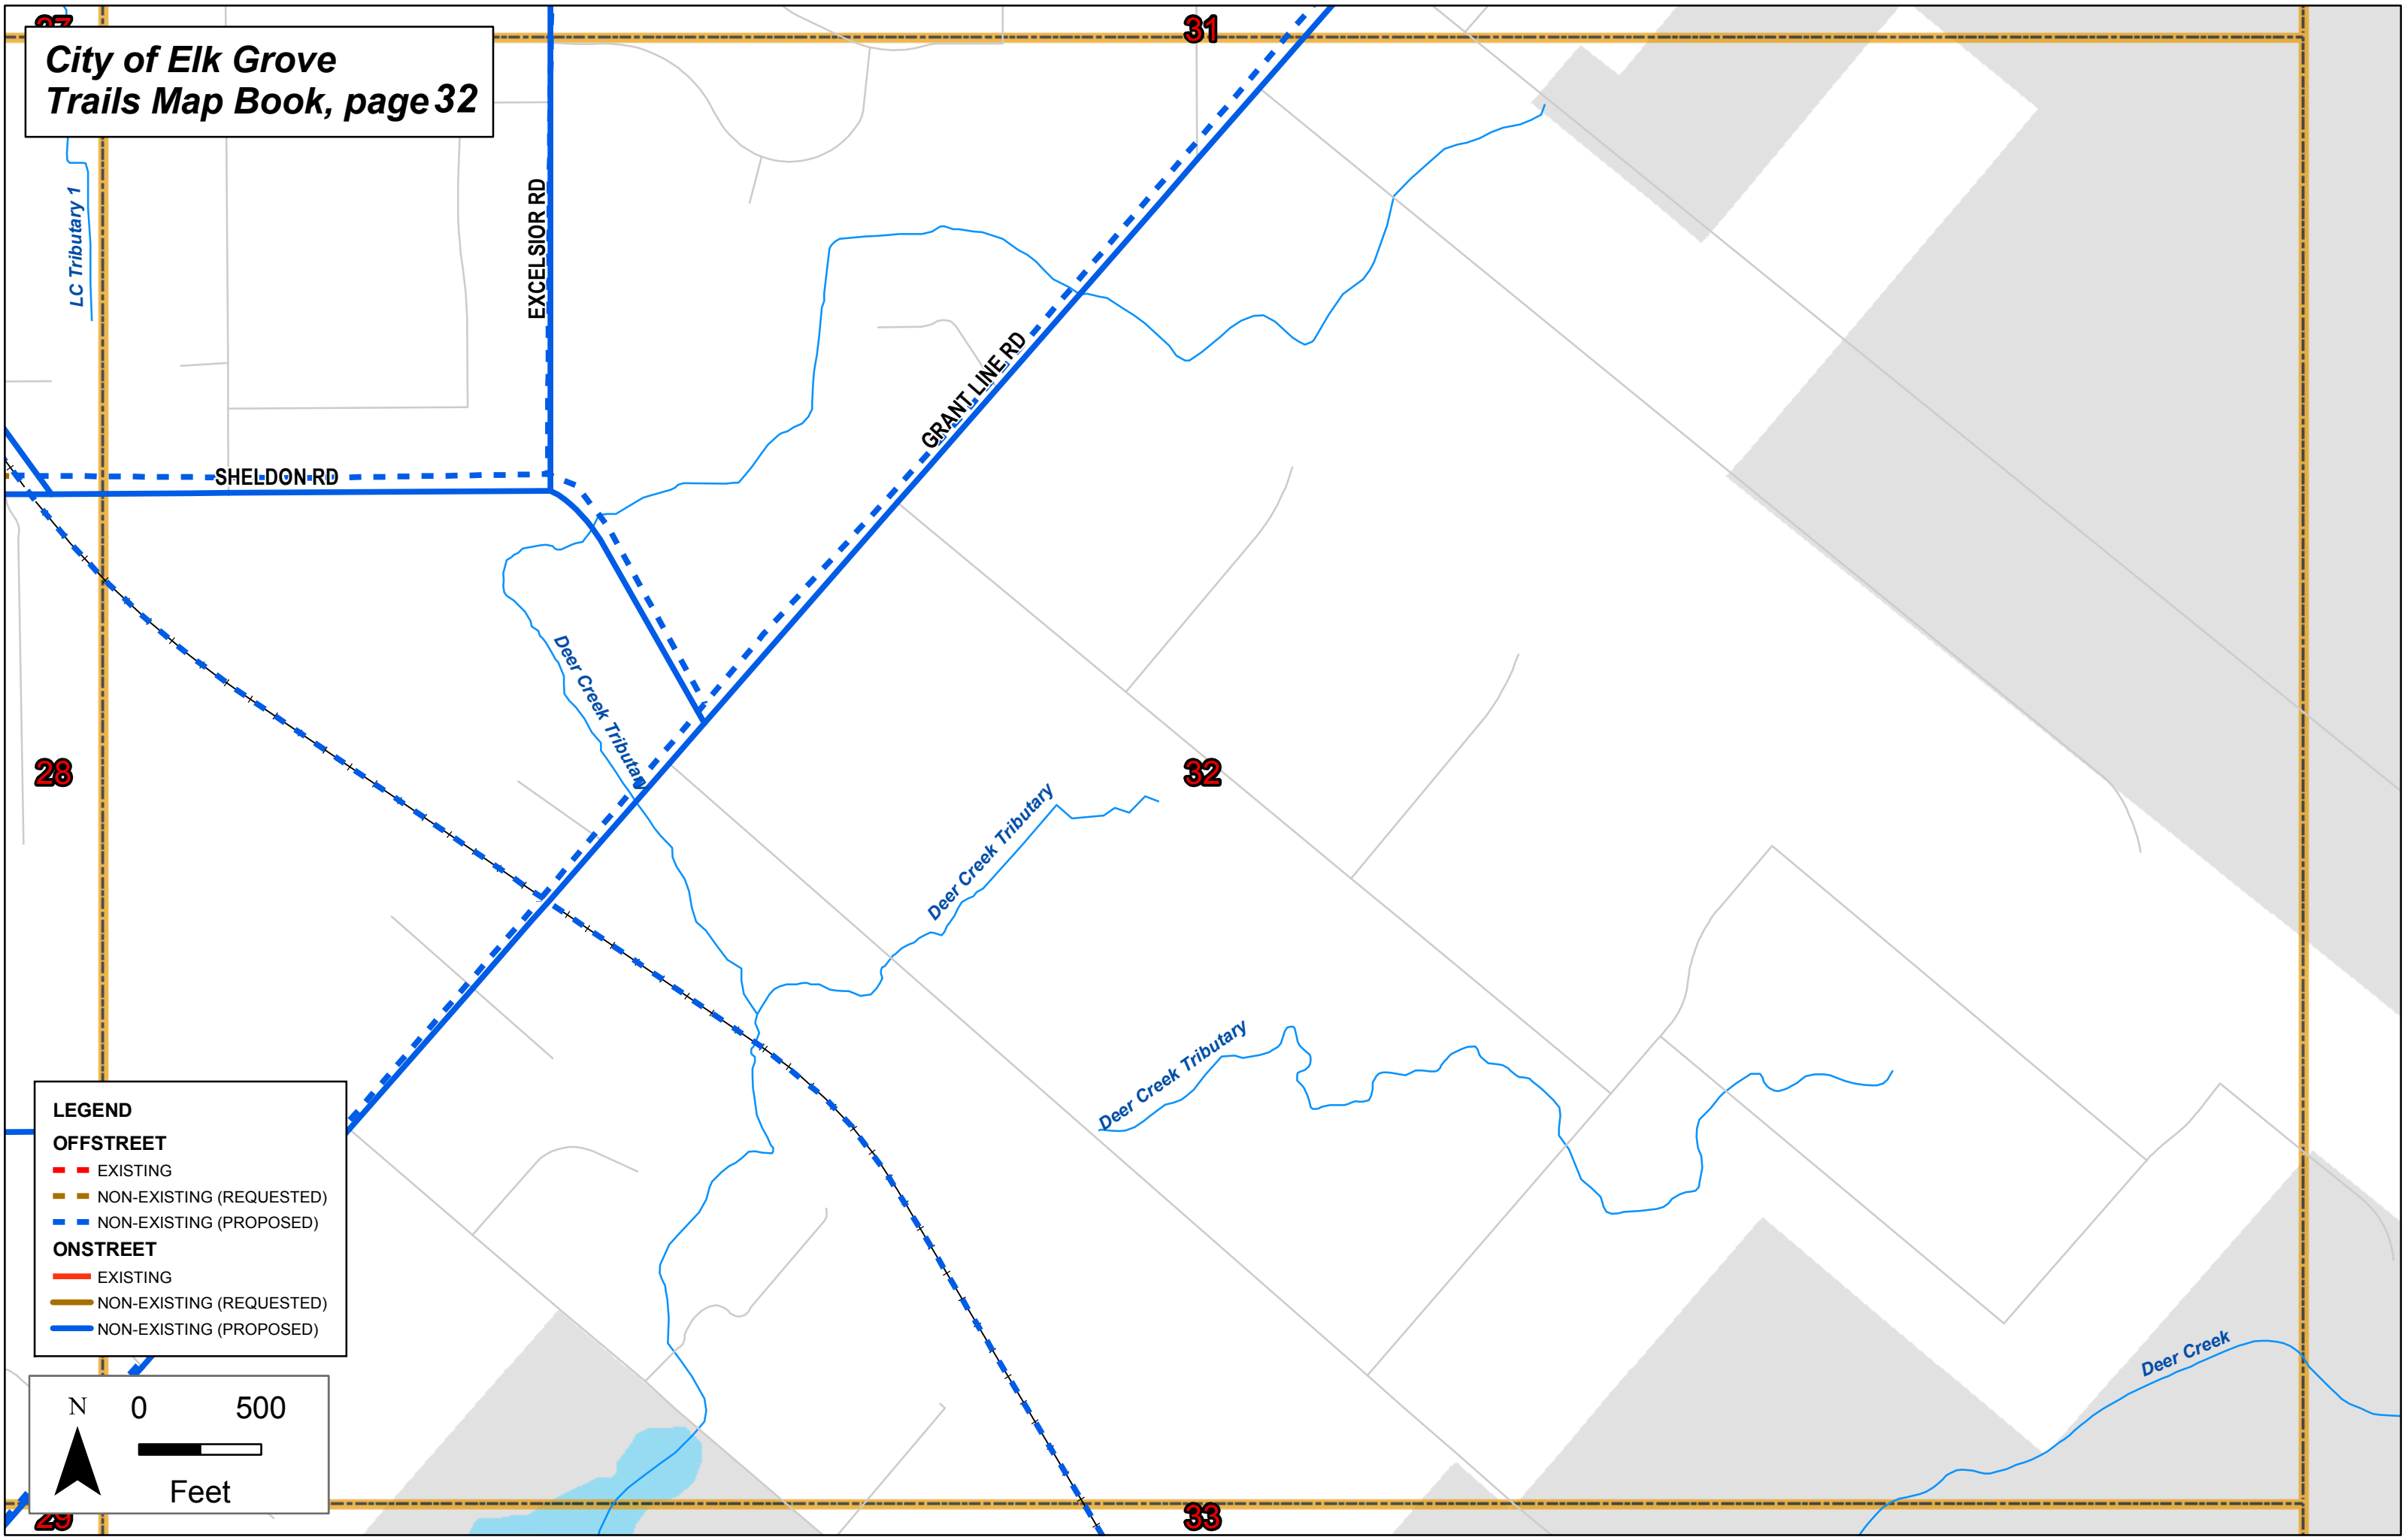 27
31
City of Elk Grove
Trails Map Book, page 32
LC Tributary 1
EXCELSIOR RD
GRANT LINE RD
SHELDON RD
Deer Creek Tributary
28
32
Deer Creek Tributary
Deer Creek Tributary
LEGEND
OFFSTREET
EXISTING
NON-EXISTING (REQUESTED)
NON-EXISTING (PROPOSED)
ONSTREET
EXISTING
NON-EXISTING (REQUESTED)
NON-EXISTING (PROPOSED)
Deer Creek
N 0 500
Feet
29
33